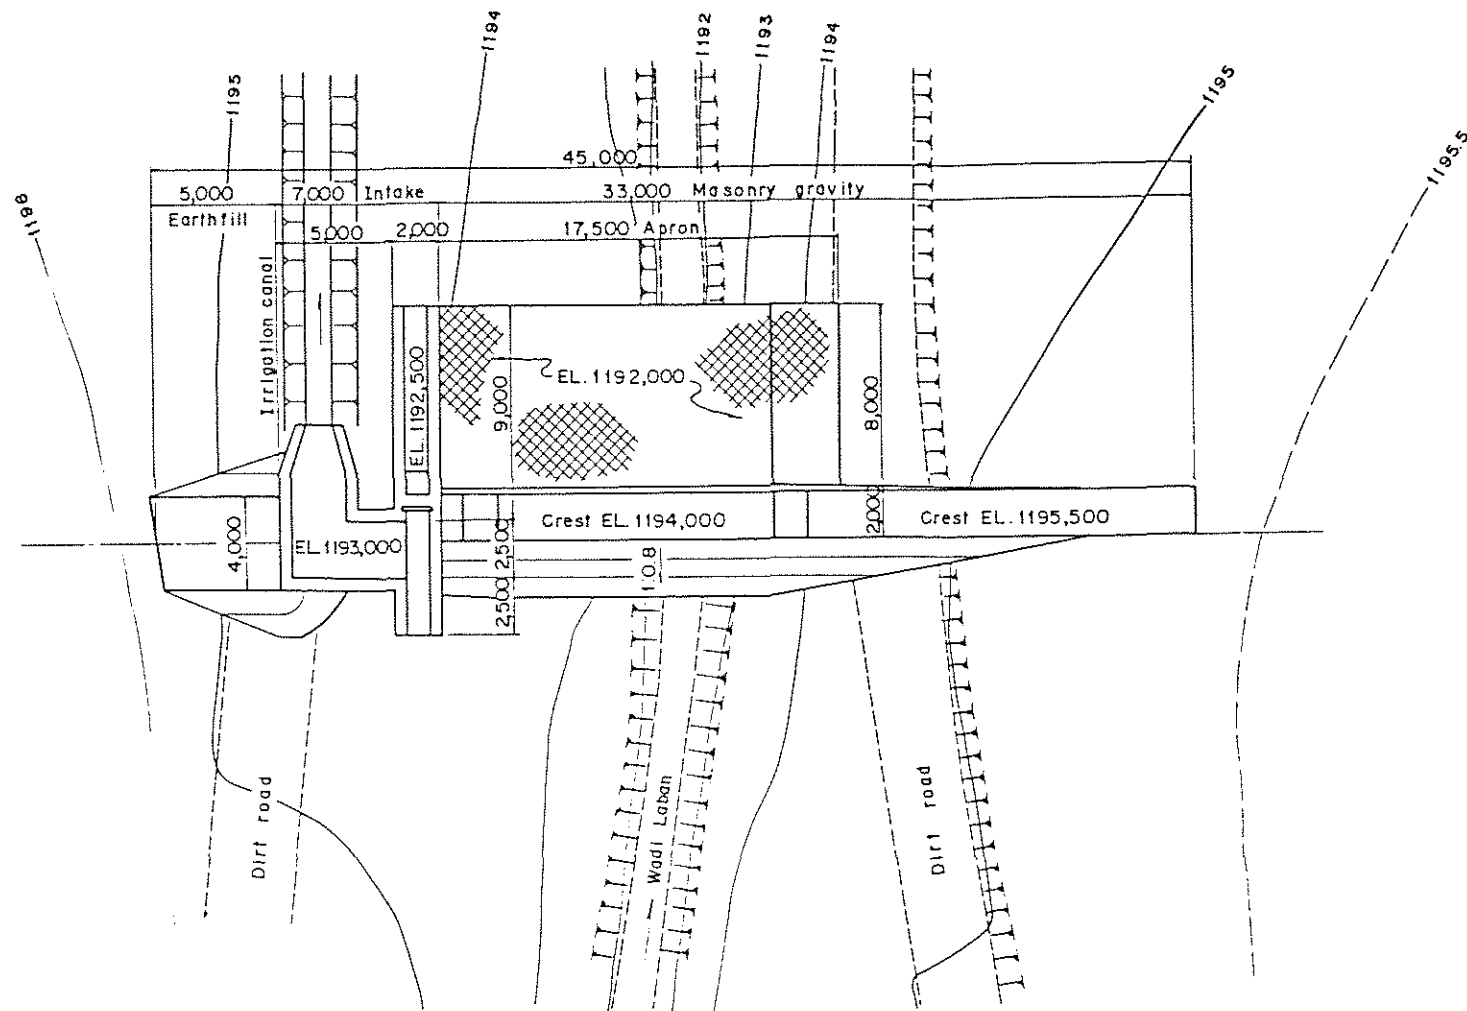 1194
1192
1193
1194
1195
1195
1195.5
1196
45,000
5,000
7,000 Intake
33,000 Masonry gravity
Earthfill
5,000
2,000
17,500 Apron
Irrigation canal
EL.1192,500
9,000
EL.1192,000
8,000
4,000
EL.1193,000
2,500
2,500
Crest EL.1194,000
2,000
Crest EL.1195,500
1:0.8
Dirt road
Wadi Laban
Dirt road